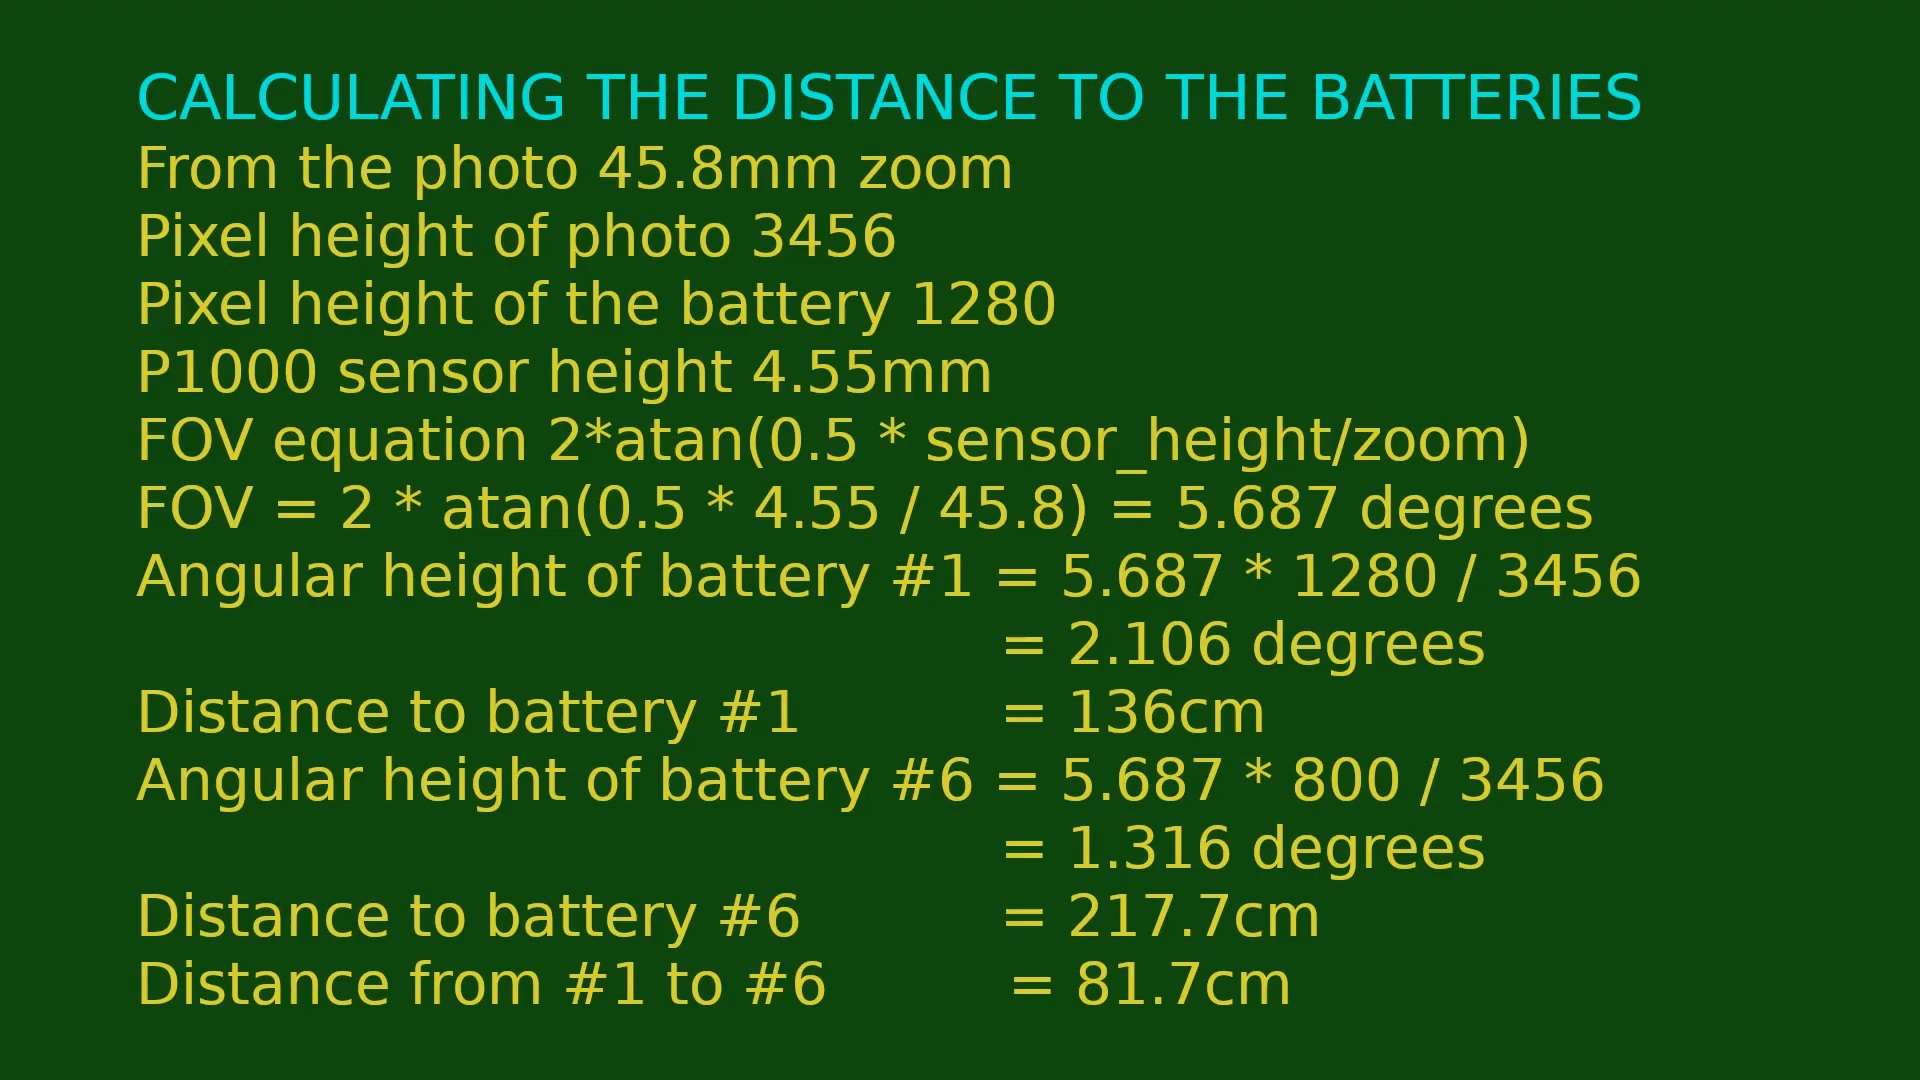 CALCULATING THE DISTANCE TO THE BATTERIES
From the photo 45.8mm zoom
Pixel height of photo 3456
Pixel height of the battery 1280
P1000 sensor height 4.55mm
FOV equation 2*atan(0.5 * sensor_height/zoom)
FOV = 2 * atan(0.5 * 4.55 / 45.8) = 5.687 degrees
Angular height of battery #1 = 5.687 * 1280 / 3456
= 2.106 degrees
Distance to battery #1 = 136cm
Angular height of battery #6 = 5.687 * 800 / 3456
= 1.316 degrees
Distance to battery #6 = 217.7cm
Distance from #1 to #6 = 81.7cm